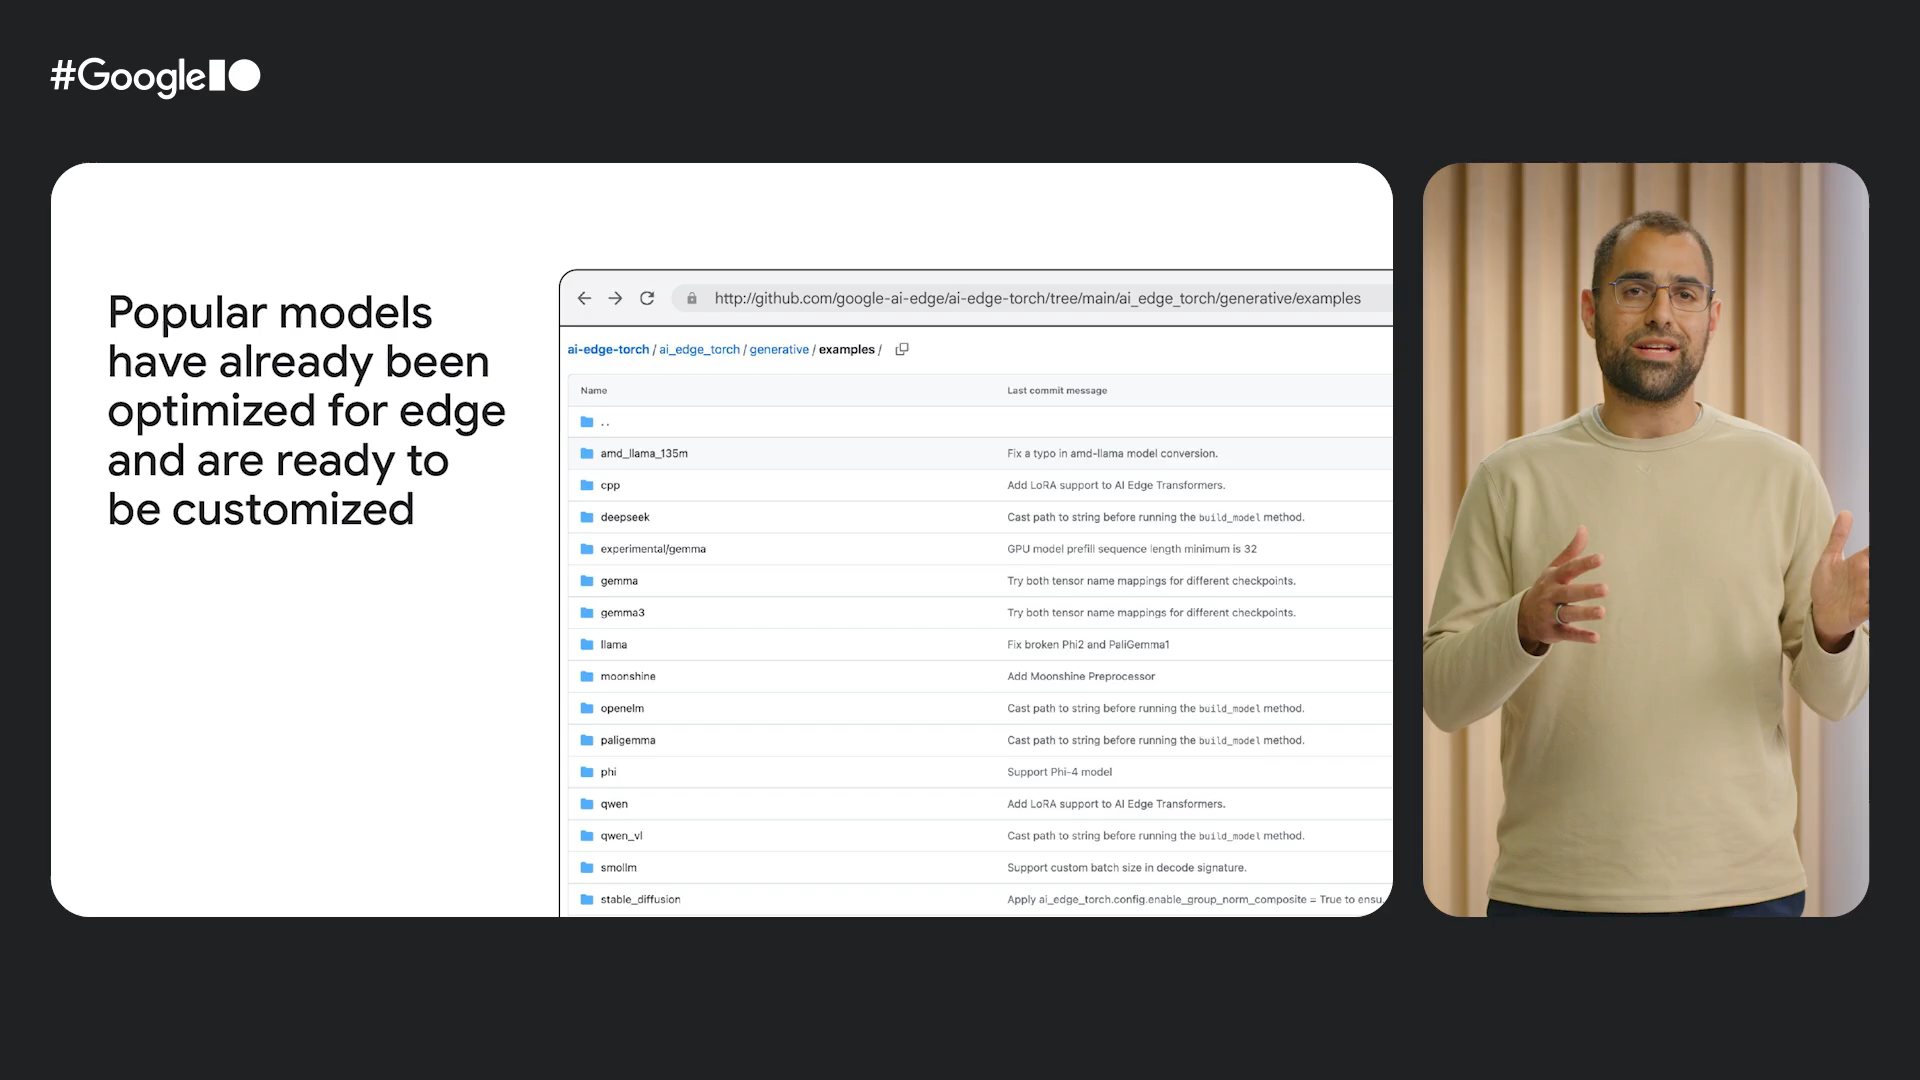 #GoogleIO
Popular models
have already been
optimized for edge
and are ready to
be customized
http://github.com/google-ai-edge/ai-edge-torch/tree/main/ai_edge_torch/generative/examples
ai-edge-torch / ai_edge_torch / generative / examples /
Name Last commit message
..
amd_llama_135m Fix a typo in amd-llama model conversion.
cpp Add LoRA support to AI Edge Transformers.
deepseek Cast path to string before running the build_model method.
experimental/gemma GPU model prefill sequence length minimum is 32
gemma Try both tensor name mappings for different checkpoints.
gemma3 Try both tensor name mappings for different checkpoints.
llama Fix broken Phi2 and PaliGemma1
moonshine Add Moonshine Preprocessor
openelm Cast path to string before running the build_model method.
paligemma Cast path to string before running the build_model method.
phi Support Phi-4 model
qwen Add LoRA support to AI Edge Transformers.
qwen_vl Cast path to string before running the build_model method.
smollm Support custom batch size in decode signature.
stable_diffusion Apply ai_edge_torch.config.enable_group_norm_composite = True to ensu